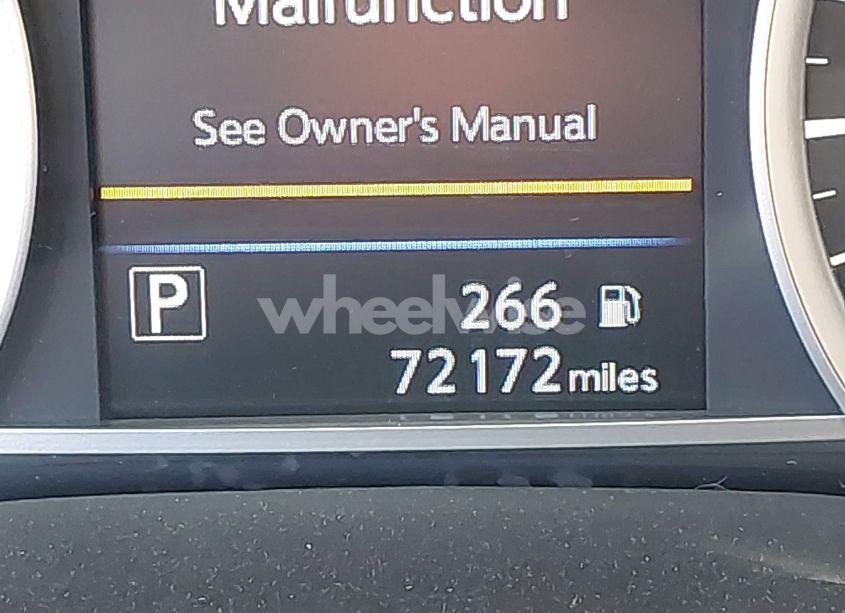 Malfunction
See Owner's Manual
P 266
72172 miles
wheelwise